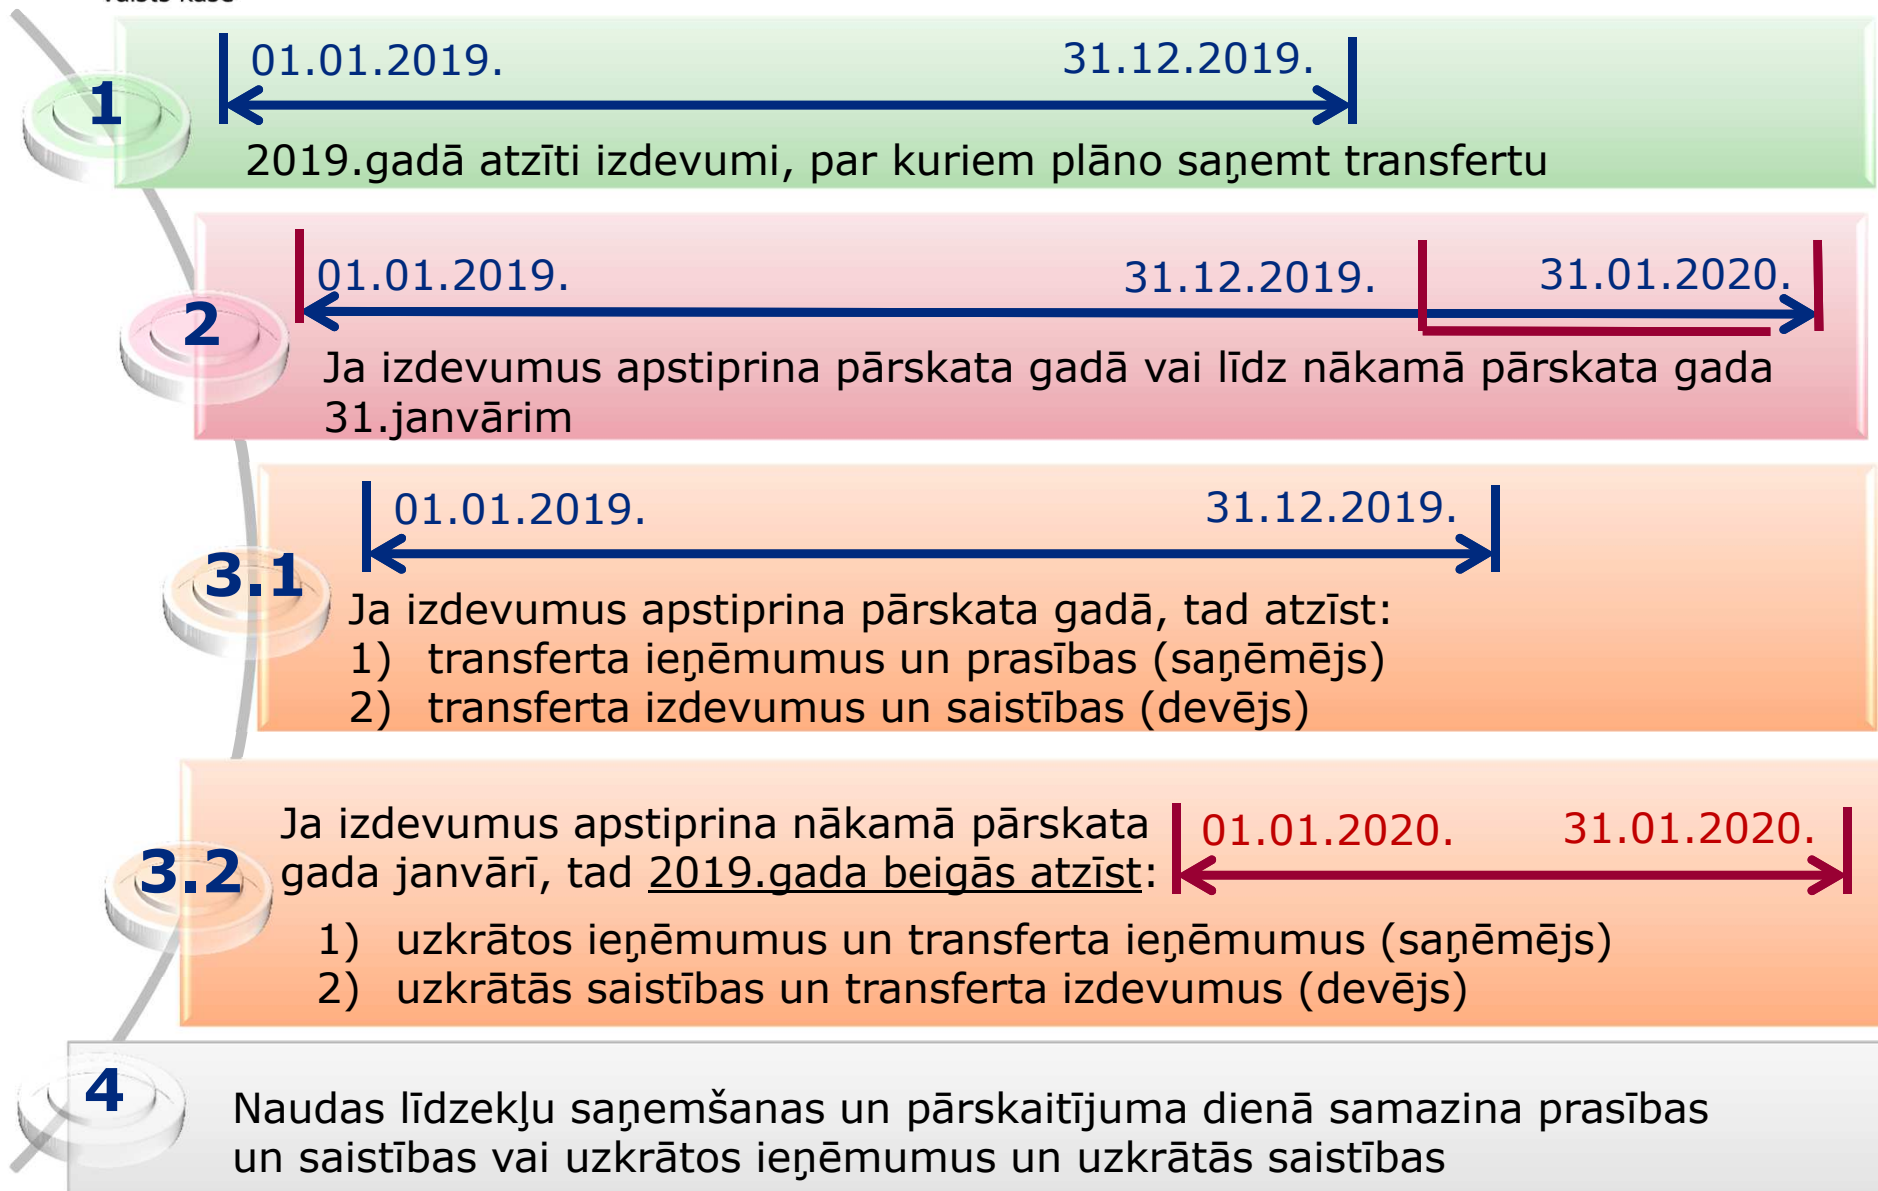 1
01.01.2019. 31.12.2019.
2019.gadā atzīti izdevumi, par kuriem plāno saņemt transfertu
2
01.01.2019. 31.12.2019. 31.01.2020.
Ja izdevumus apstiprina pārskata gadā vai līdz nākamā pārskata gada
31.janvārim
3.1
01.01.2019. 31.12.2019.
Ja izdevumus apstiprina pārskata gadā, tad atzīst:
1) transferta ieņēmumus un prasības (saņēmējs)
2) transferta izdevumus un saistības (devējs)
3.2
Ja izdevumus apstiprina nākamā pārskata
gada janvārī, tad 2019.gada beigās atzīst:
01.01.2020. 31.01.2020.
1) uzkrātos ieņēmumus un transferta ieņēmumus (saņēmējs)
2) uzkrātās saistības un transferta izdevumus (devējs)
4
Naudas līdzekļu saņemšanas un pārskaitījuma dienā samazina prasības
un saistības vai uzkrātos ieņēmumus un uzkrātās saistības